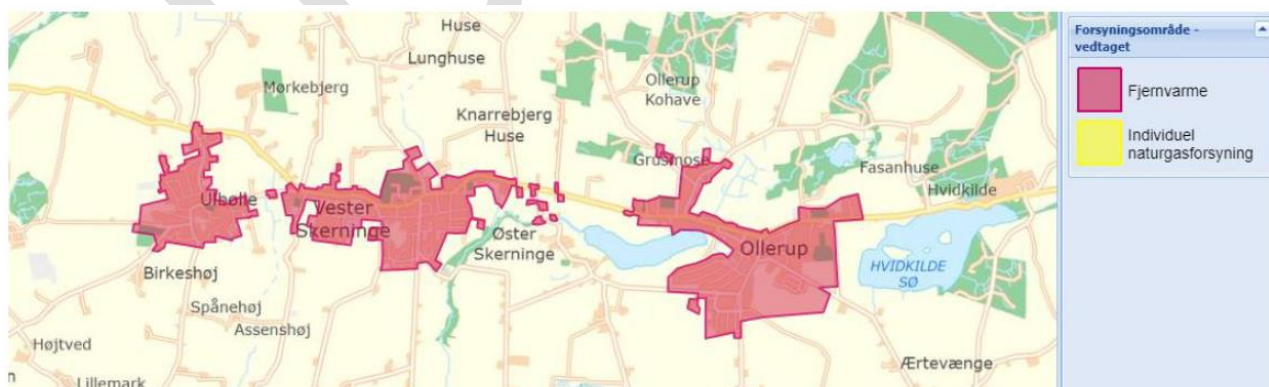 Huse
Lunghuse
Mørkebjerg
Ollerup
Kohave
Knarrebjerg
Huse
Grusmose
Fasanhuse
Hvidkilde
Ulbølle
Vester
Skerninge
Øster
Skerninge
Ollerup
HVIDKILDE
SØ
Birkeshøj
Spånehøj
Assenshøj
Højtved
Lillemark
Ærtevænge
n
Forsyningsområde -
vedtaget
Fjernvarme
Individuel
naturgasforsyning